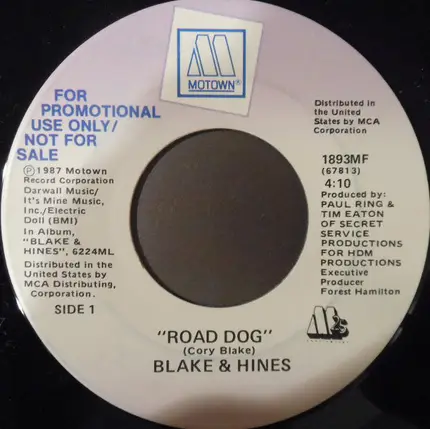 M
MOTOWN®
FOR
PROMOTIONAL
USE ONLY/
NOT FOR
SALE
Ⓟ1987 Motown
Record Corporation
Darwall Music/
It's Mine Music,
Inc./Electric
Doll (BMI)
In Album,
"BLAKE &
HINES", 6224ML
Distributed in the
United States by
MCA Distributing,
Corporation.
SIDE 1
Distributed in
the United
States by MCA
Corporation
1893MF
(67813)
4:10
Produced by:
PAUL RING &
TIM EATON
OF SECRET
SERVICE
PRODUCTIONS
FOR HDM
PRODUCTIONS
Executive
Producer
Forest Hamilton
"ROAD DOG"
(Cory Blake)
BLAKE & HINES